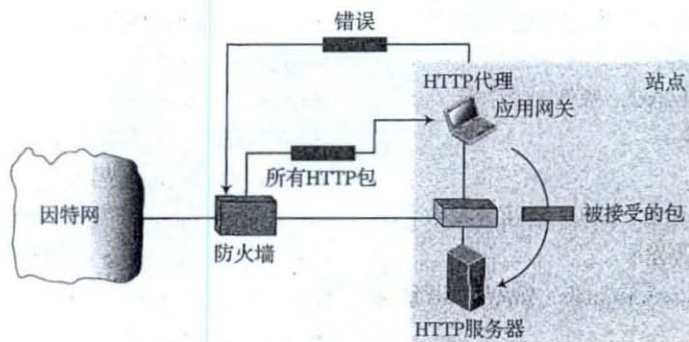 错误
HTTP代理
站点
应用网关
所有HTTP包
因特网
被接受的包
防火墙
HTTP服务器